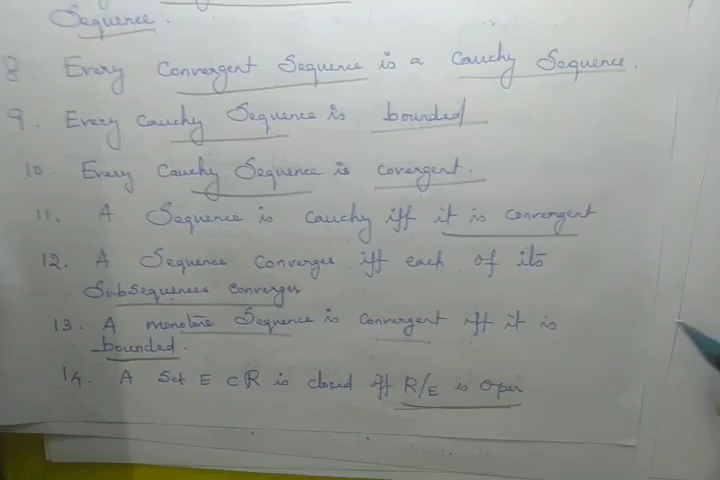 Sequence.
8. Every Convergent Sequence is a Cauchy Sequence.
9. Every Cauchy Sequence is bounded
10. Every Cauchy Sequence is covergent.
11. A Sequence is Cauchy iff it is convergent
12. A Sequence Converges iff each of its
Subsequences converges
13. A monotone Sequence is convergent iff it is
bounded.
14. A Set E ⊂ R is closed iff R/E is open